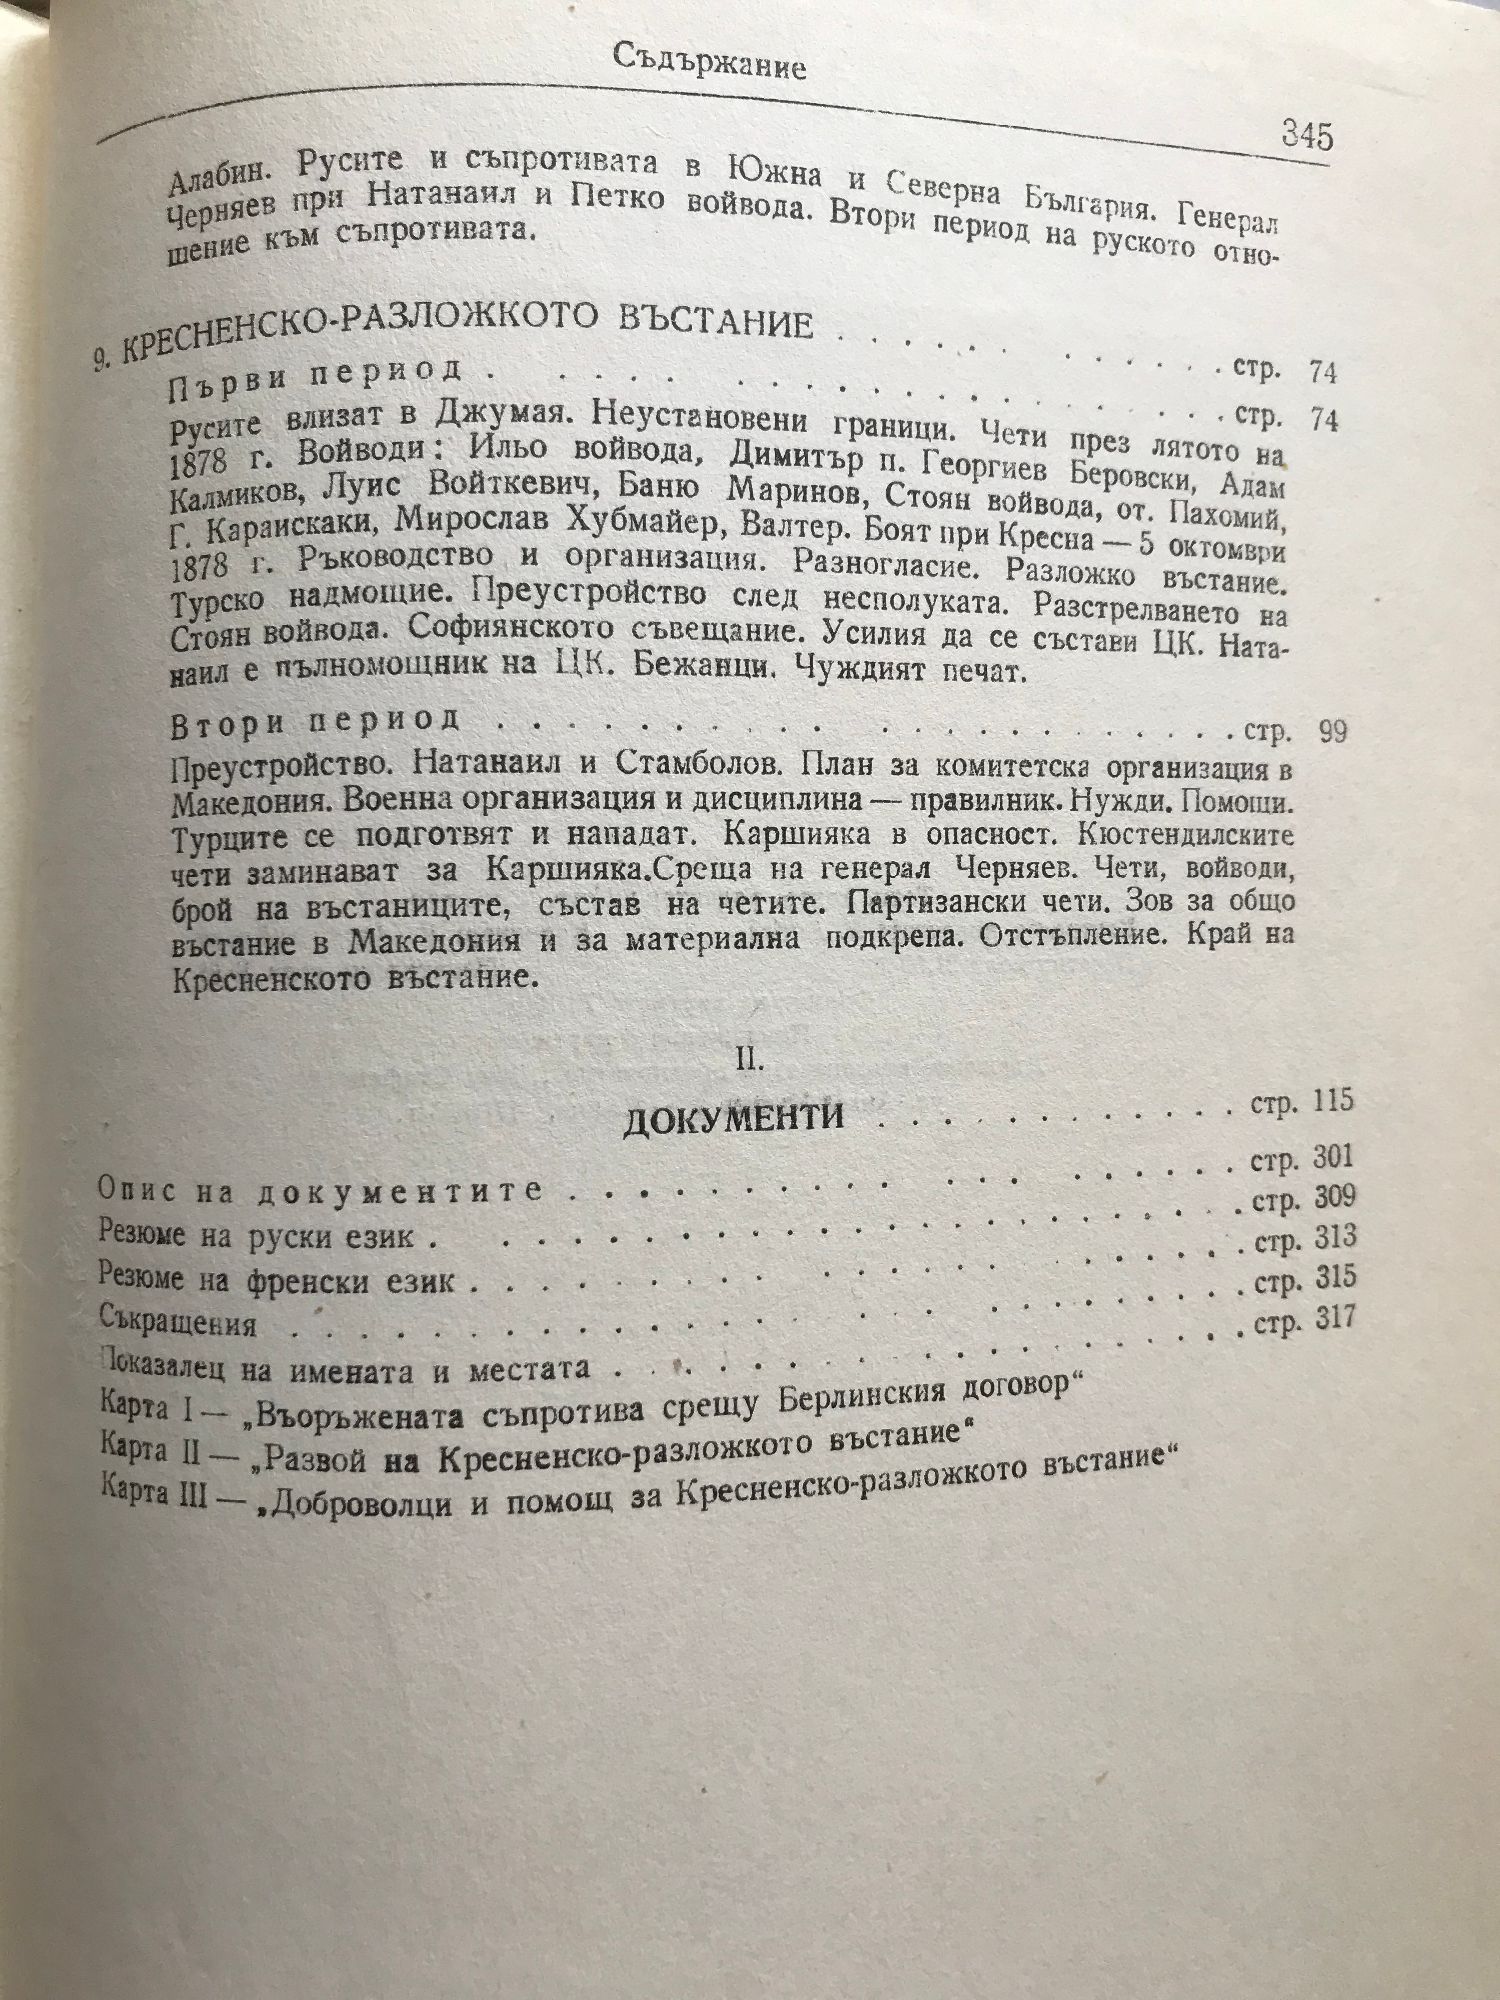 Съдържание
345
Алабин. Русите и съпротивата в Южна и Северна България. Генерал
Черняев при Натанаил и Петко войвода. Втори период на руското отно-
шение към съпротивата.
9. КРЕСНЕНСКО-РАЗЛОЖКОТО ВЪСТАНИЕ . . . . . . . . . . . . стр. 74
Първи период . . . . . . . . . . . . . . . . . . стр. 74
Русите влизат в Джумая. Неустановени граници. Чети през лятото на
1878 г. Войводи: Ильо войвода, Димитър п. Георгиев Беровски, Адам
Калмиков, Луис Войткевич, Баню Маринов, Стоян войвода, от. Пахомий,
Г. Караискаки, Мирослав Хубмайер, Валтер. Боят при Кресна — 5 октомври
1878 г. Ръководство и организация. Разногласие. Разложко въстание.
Турско надмощие. Преустройство след несполуката. Разстрелването на
Стоян войвода. Софиянското съвещание. Усилия да се състави ЦК. Ната-
наил е пълномощник на ЦК. Бежанци. Чуждият печат.
Втори период . . . . . . . . . . . . . . . . . . стр. 99
Преустройство. Натанаил и Стамболов. План за комитетска организация в
Македония. Военна организация и дисциплина — правилник. Нужди. Помощи.
Турците се подготвят и нападат. Каршияка в опасност. Кюстендилските
чети заминават за Каршияка.Среща на генерал Черняев. Чети, войводи,
брой на въстаниците, състав на четите. Партизански чети. Зов за общо
въстание в Македония и за материална подкрепа. Отстъпление. Край на
Кресненското въстание.
II.
ДОКУМЕНТИ . . . . . . . . . . . стр. 115
Опис на документите . . . . . . . . . . . . . . . . . стр. 301
Резюме на руски език . . . . . . . . . . . . . . . . . . стр. 309
Резюме на френски език . . . . . . . . . . . . . . . . . стр. 313
Съкращения . . . . . . . . . . . . . . . . . . . . . стр. 315
Показалец на имената и местата . . . . . . . . . . . . . . стр. 317
Карта I — „Въоръжената съпротива срещу Берлинския договор“
Карта II — „Развой на Кресненско-разложкото въстание“
Карта III — „Доброволци и помощ за Кресненско-разложкото въстание“